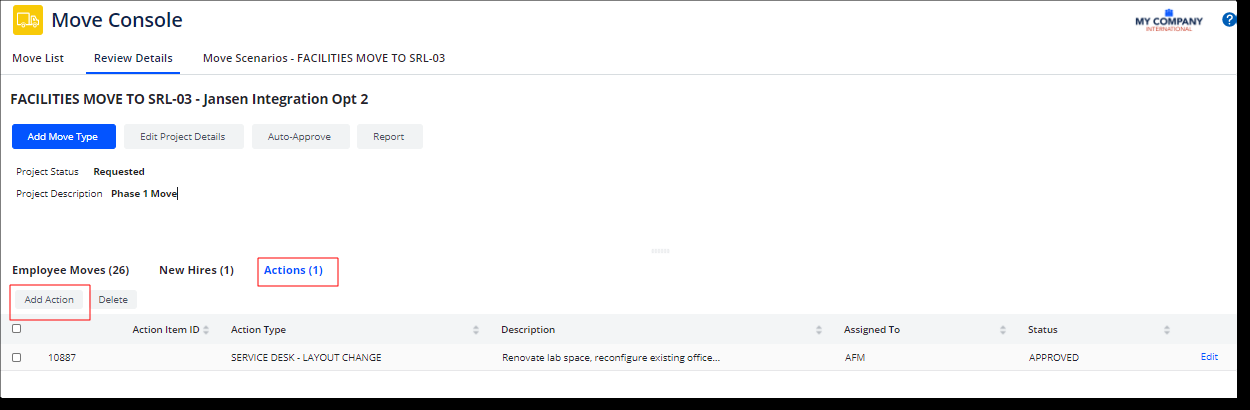 Move Console
MY COMPANY
INTERNATIONAL
?
Move List Review Details Move Scenarios - FACILITIES MOVE TO SRL-03
FACILITIES MOVE TO SRL-03 - Jansen Integration Opt 2
Add Move Type Edit Project Details Auto-Approve Report
Project Status Requested
Project Description Phase 1 Move
Employee Moves (26) New Hires (1) Actions (1)
Add Action Delete
Action Item ID Action Type Description Assigned To Status
10887 SERVICE DESK - LAYOUT CHANGE Renovate lab space, reconfigure existing office... AFM APPROVED Edit